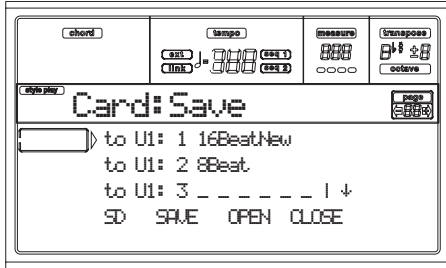 chord tempo measure transpose
ext link ♩= seq 1 seq 2
octave
style play Card:Save page
to U1: 1 16BeatNew
to U1: 2 8Beat
to U1: 3 _ _ _ _ _ _ | ↓
SD SAVE OPEN CLOSE